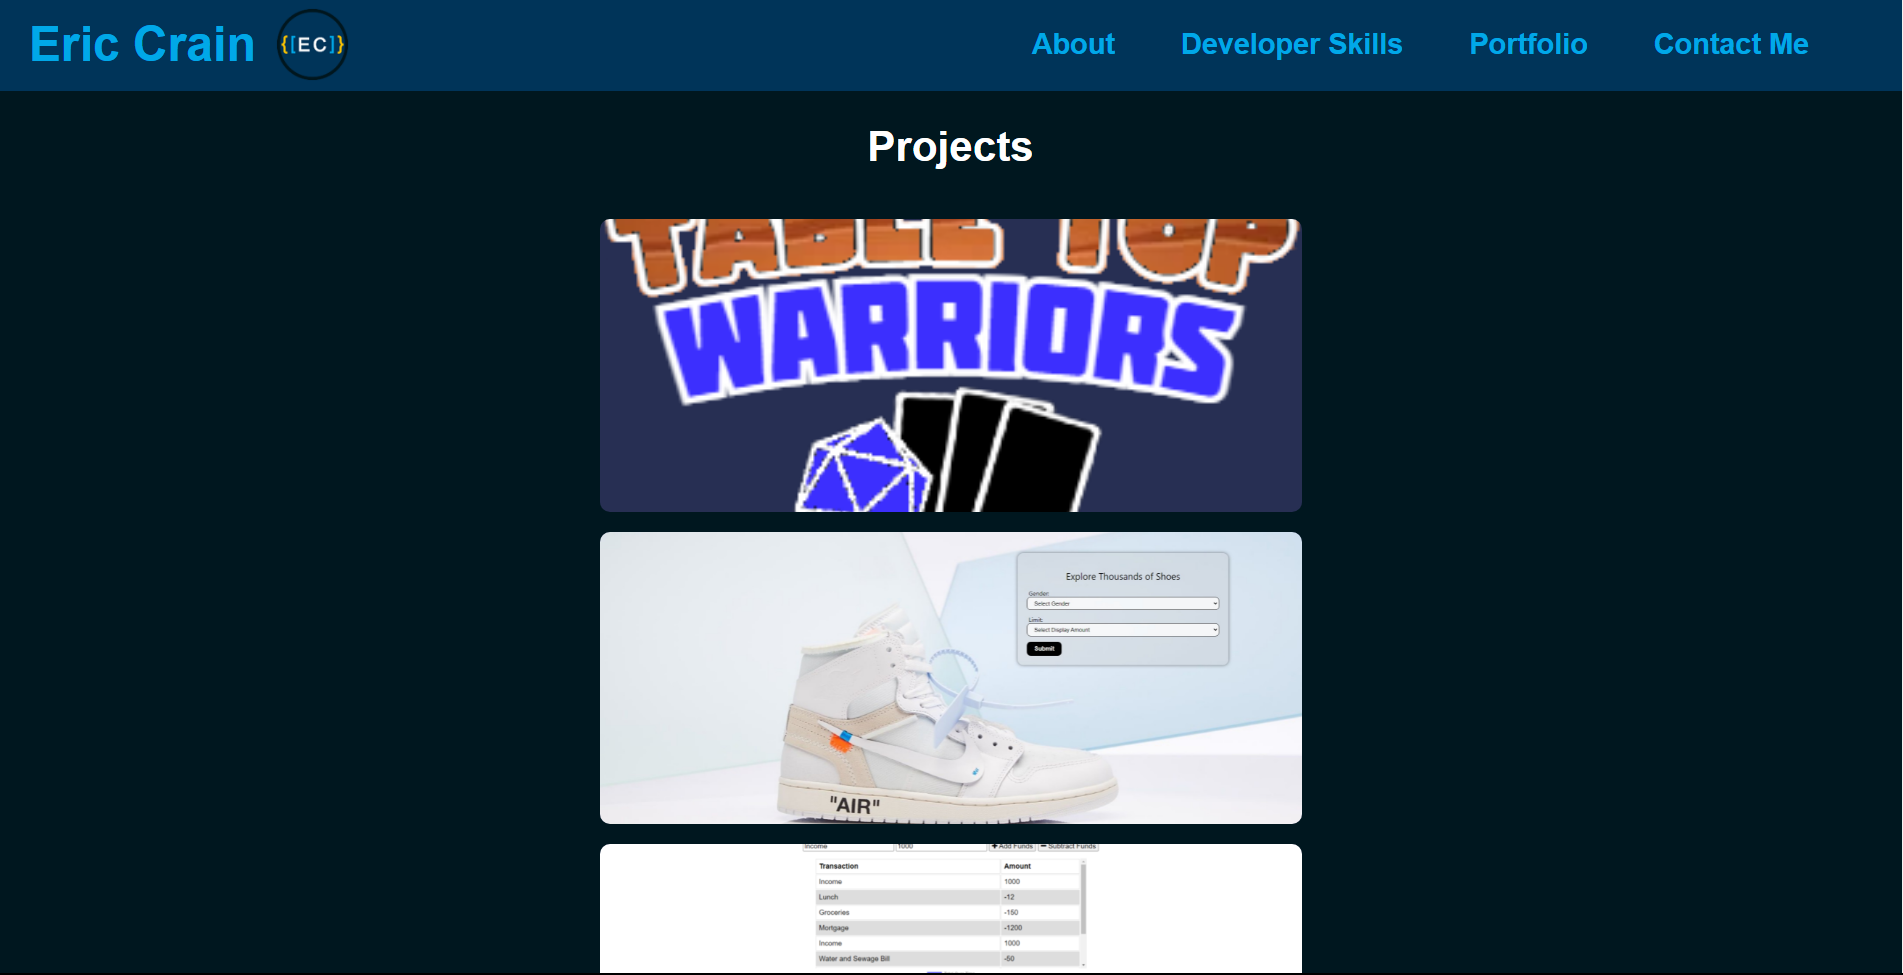 Eric Crain {[EC]} About Developer Skills Portfolio Contact Me
Projects
TABLE TOP
WARRIORS
Explore Thousands of Shoes
Gender:
Select Gender
Limit:
Select Display Amount
Submit
"AIR"
Income 1000 Add Funds Subtract Funds
Transaction Amount
Income 1000
Lunch -12
Groceries -150
Mortgage -1200
Income 1000
Water and Sewage Bill -50